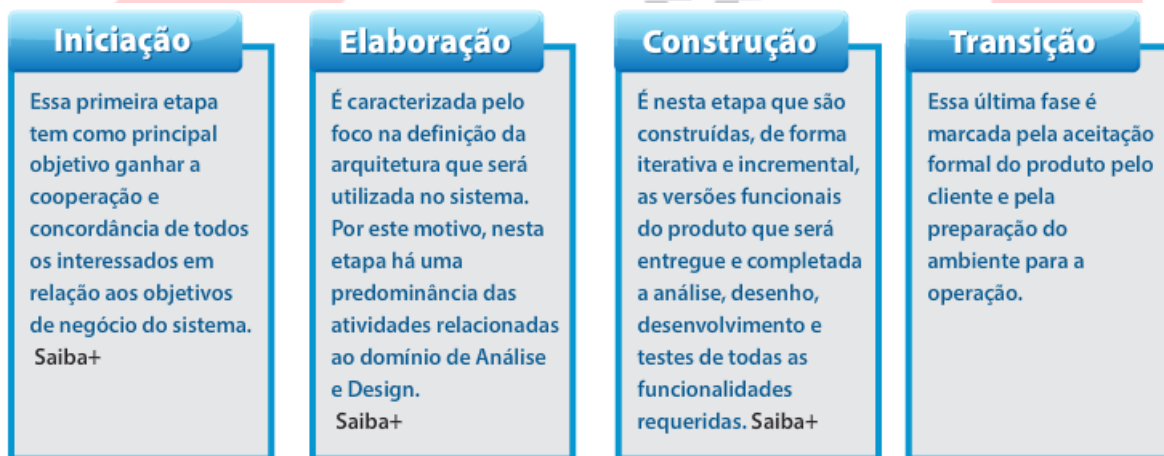 Iniciação
Essa primeira etapa
tem como principal
objetivo ganhar a
cooperação e
concordância de todos
os interessados em
relação aos objetivos
de negócio do sistema.
Saiba+
Elaboração
É caracterizada pelo
foco na definição da
arquitetura que será
utilizada no sistema.
Por este motivo, nesta
etapa há uma
predominância das
atividades relacionadas
ao domínio de Análise
e Design.
Saiba+
Construção
É nesta etapa que são
construídas, de forma
iterativa e incremental,
as versões funcionais
do produto que será
entregue e completada
a análise, desenho,
desenvolvimento e
testes de todas as
funcionalidades
requeridas. Saiba+
Transição
Essa última fase é
marcada pela aceitação
formal do produto pelo
cliente e pela
preparação do
ambiente para a
operação.